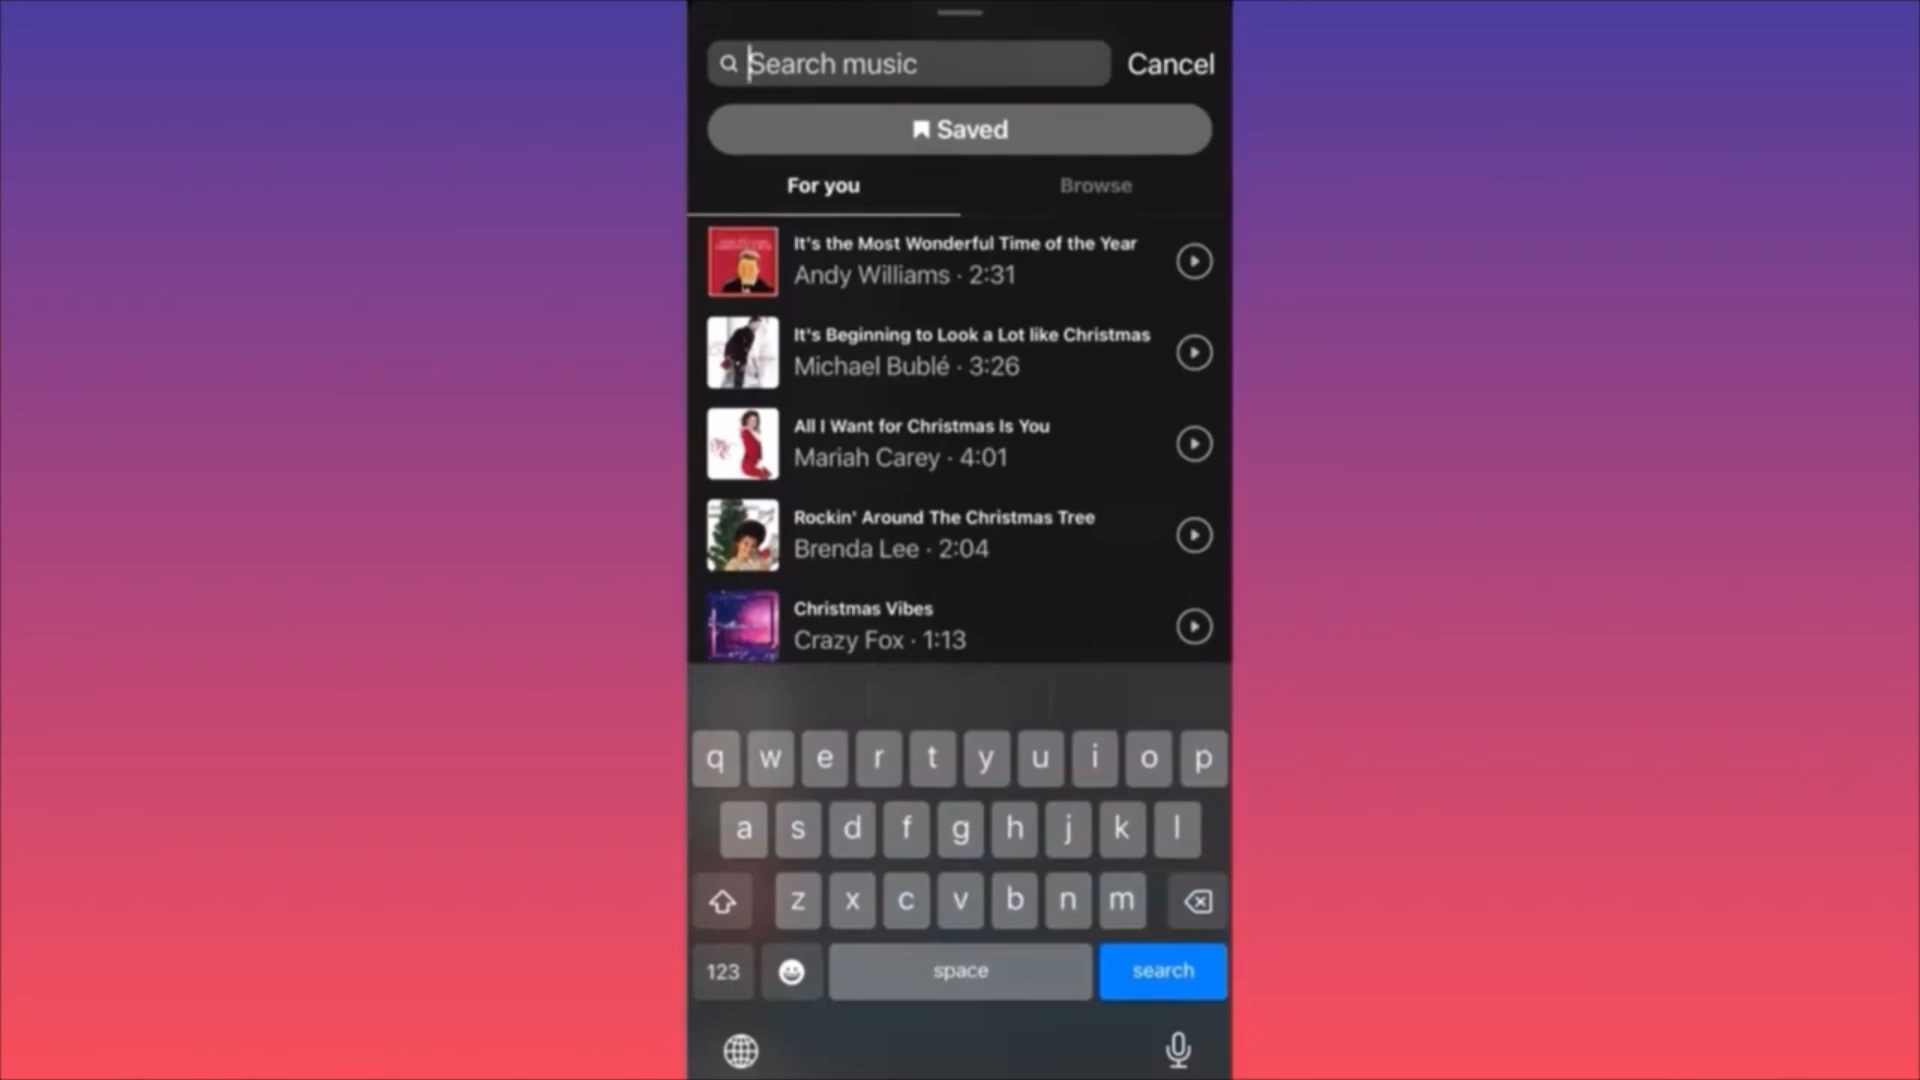 Search music
Cancel
Saved
For you
Browse
It's the Most Wonderful Time of the Year
Andy Williams · 2:31
It's Beginning to Look a Lot like Christmas
Michael Bublé · 3:26
All I Want for Christmas Is You
Mariah Carey · 4:01
Rockin' Around The Christmas Tree
Brenda Lee · 2:04
Christmas Vibes
Crazy Fox · 1:13
q w e r t y u i o p
a s d f g h j k l
z x c v b n m
123
space
search